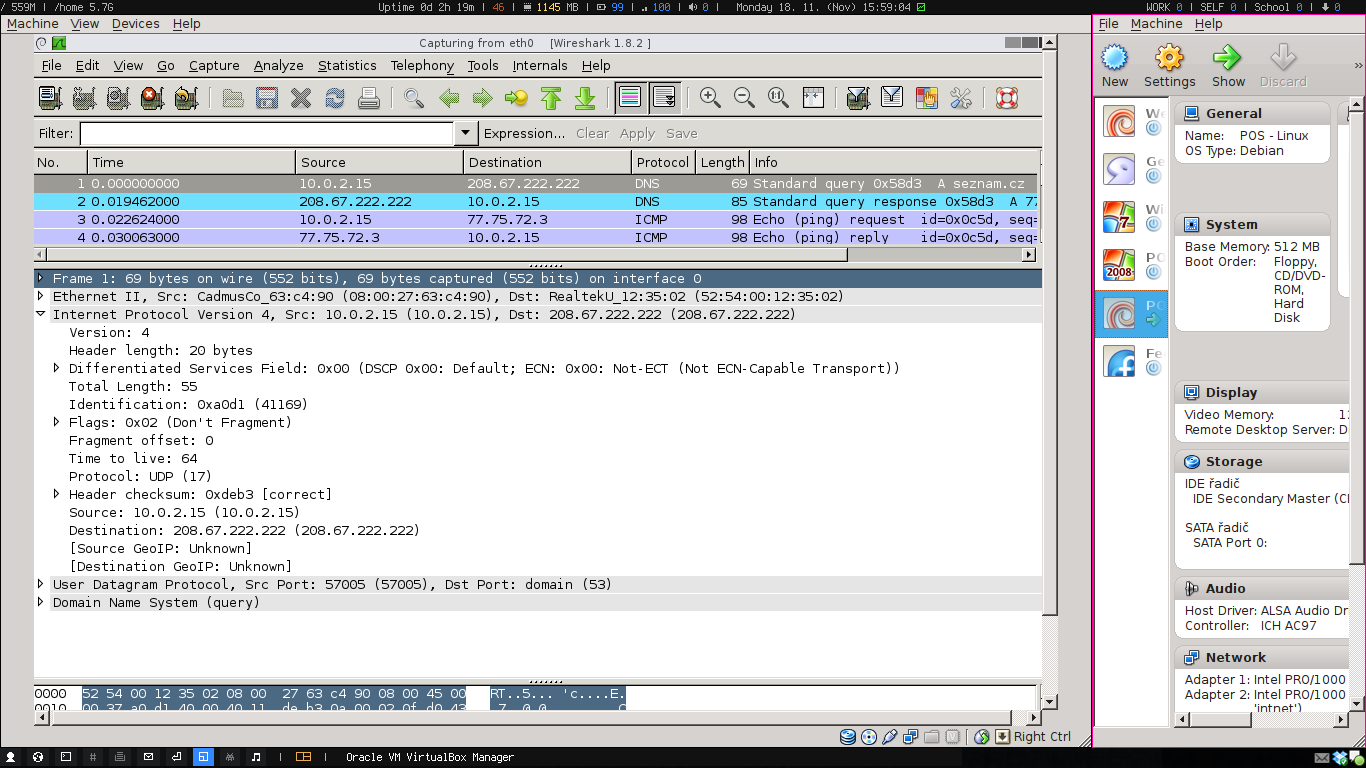 / 559M | /home 5.7G
Uptime 0d 2h 19m | 46 | 1145 MB | 99 | 100 | 0 | Monday 18. 11. (Nov) 15:59:04
WORK 0 | SELF 0 | School 0 | 0
Machine View Devices Help
Capturing from eth0 [Wireshark 1.8.2 ]
File Edit View Go Capture Analyze Statistics Telephony Tools Internals Help
Filter: Expression... Clear Apply Save
No. Time Source Destination Protocol Length Info
1 0.000000000 10.0.2.15 208.67.222.222 DNS 69 Standard query 0x58d3 A seznam.cz
2 0.019462000 208.67.222.222 10.0.2.15 DNS 85 Standard query response 0x58d3 A 77
3 0.022624000 10.0.2.15 77.75.72.3 ICMP 98 Echo (ping) request id=0x0c5d, seq=
4 0.030063000 77.75.72.3 10.0.2.15 ICMP 98 Echo (ping) reply id=0x0c5d, seq=
Frame 1: 69 bytes on wire (552 bits), 69 bytes captured (552 bits) on interface 0
Ethernet II, Src: CadmusCo_63:c4:90 (08:00:27:63:c4:90), Dst: RealtekU_12:35:02 (52:54:00:12:35:02)
Internet Protocol Version 4, Src: 10.0.2.15 (10.0.2.15), Dst: 208.67.222.222 (208.67.222.222)
Version: 4
Header length: 20 bytes
Differentiated Services Field: 0x00 (DSCP 0x00: Default; ECN: 0x00: Not-ECT (Not ECN-Capable Transport))
Total Length: 55
Identification: 0xa0d1 (41169)
Flags: 0x02 (Don't Fragment)
Fragment offset: 0
Time to live: 64
Protocol: UDP (17)
Header checksum: 0xdeb3 [correct]
Source: 10.0.2.15 (10.0.2.15)
Destination: 208.67.222.222 (208.67.222.222)
[Source GeoIP: Unknown]
[Destination GeoIP: Unknown]
User Datagram Protocol, Src Port: 57005 (57005), Dst Port: domain (53)
Domain Name System (query)
0000 52 54 00 12 35 02 08 00 27 63 c4 90 08 00 45 00 RT..5... 'c....E.
0010 00 37 a0 d1 40 00 40 11 de b3 0a 00 02 0f d0 43
Right Ctrl
File Machine Help
New Settings Show Discard
General
Name: POS - Linux
OS Type: Debian
System
Base Memory: 512 MB
Boot Order: Floppy,
CD/DVD-
ROM,
Hard
Disk
Display
Video Memory: 12
Remote Desktop Server: D
Storage
IDE řadič
IDE Secondary Master (CD
SATA řadič
SATA Port 0:
Audio
Host Driver: ALSA Audio Dr
Controller: ICH AC97
Network
Adapter 1: Intel PRO/1000
Adapter 2: Intel PRO/1000
'intnet')
Oracle VM VirtualBox Manager